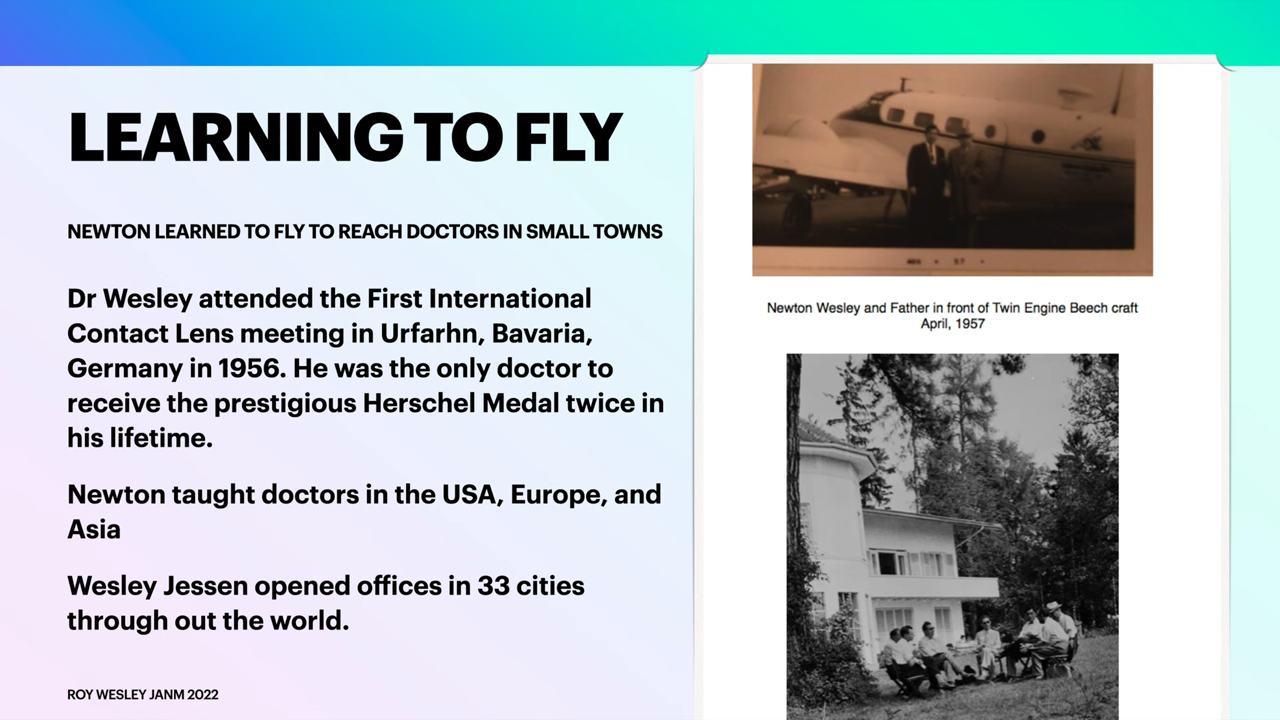 LEARNING TO FLY
NEWTON LEARNED TO FLY TO REACH DOCTORS IN SMALL TOWNS
Dr Wesley attended the First International
Contact Lens meeting in Urfarhn, Bavaria,
Germany in 1956. He was the only doctor to
receive the prestigious Herschel Medal twice in
his lifetime.
Newton taught doctors in the USA, Europe, and
Asia
Wesley Jessen opened offices in 33 cities
through out the world.
ROY WESLEY JANM 2022
57
Newton Wesley and Father in front of Twin Engine Beech craft
April, 1957